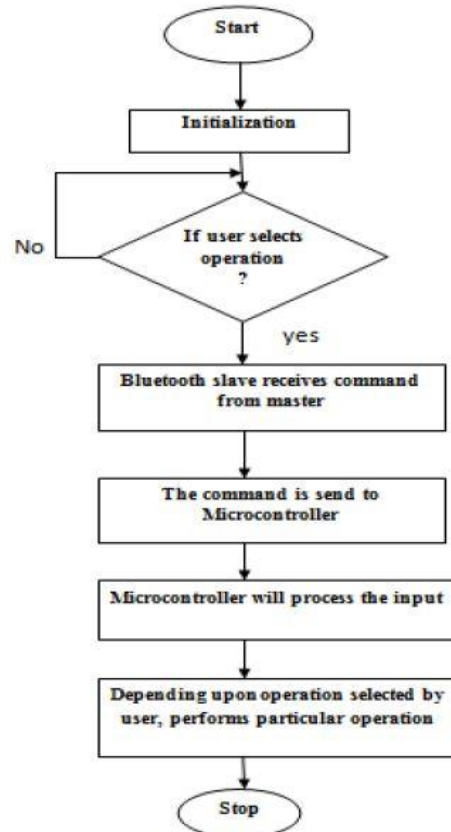 Start
Initialization
If user selects
operation
?
No
yes
Bluetooth slave receives command
from master
The command is send to
Microcontroller
Microcontroller will process the input
Depending upon operation selected by
user, performs particular operation
Stop